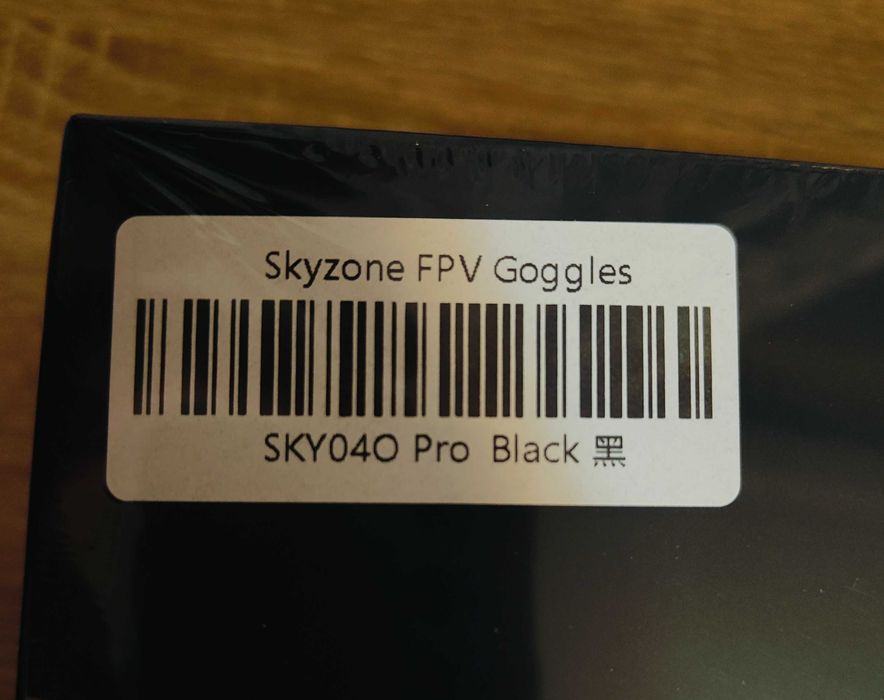 Skyzone FPV Goggles
SKY04O Pro Black 黑